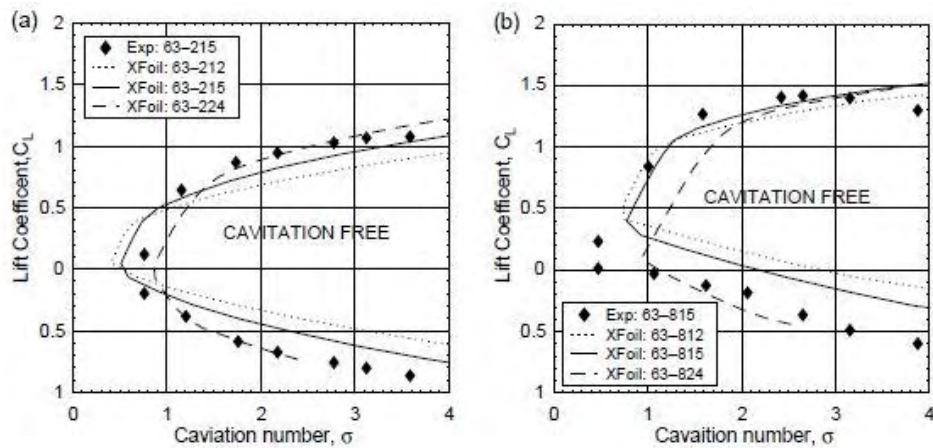 (a)
2
1.5
1
0.5
0
0.5
1
Lift Coefficent,C_L
Exp: 63–215
XFoil: 63–212
XFoil: 63–215
XFoil: 63–224
CAVITATION FREE
0 1 2 3 4
Caviation number, σ
(b)
2
1.5
1
0.5
0
0.5
1
Lift Coefficent, C_L
CAVITATION FREE
Exp: 63–815
XFoil: 63–812
XFoil: 63–815
XFoil: 63–824
0 1 2 3 4
Caviation number, σ